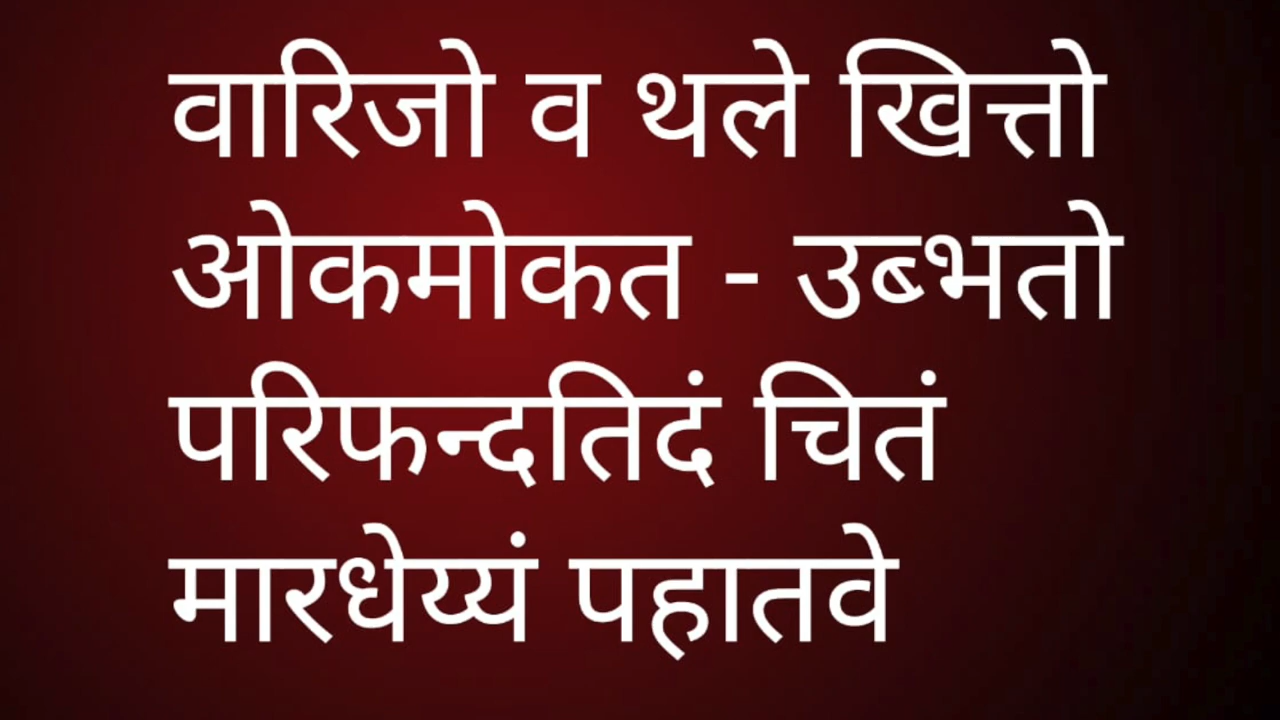 वारिजो व थले खित्तो
ओकमोकत - उब्भतो
परिफन्दतिदं चितं
मारधेय्यं पहातवे